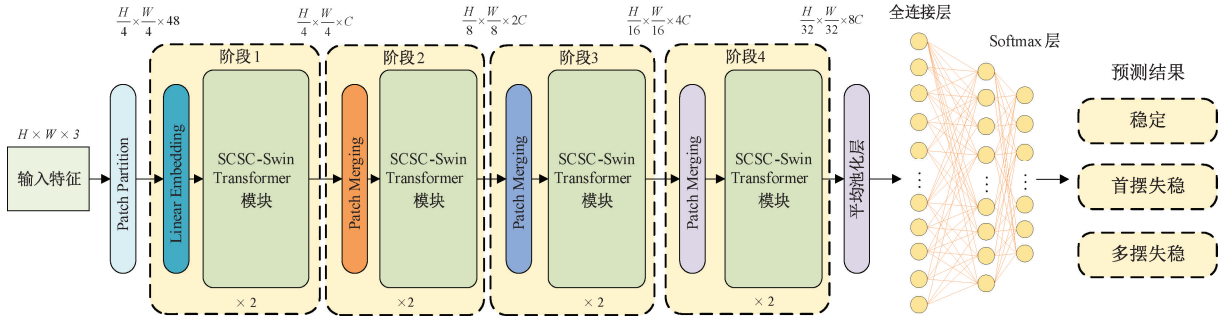 H × W × 3
输入特征
H/4 × W/4 × 48
Patch Partition
阶段 1
Linear Embedding
SCSC-Swin
Transformer
模块
× 2
H/4 × W/4 × C
阶段2
Patch Merging
SCSC-Swin
Transformer
模块
×2
H/8 × W/8 × 2C
阶段3
Patch Merging
SCSC-Swin
Transformer
模块
× 2
H/16 × W/16 × 4C
阶段4
Patch Merging
SCSC-Swin
Transformer
模块
× 2
H/32 × W/32 × 8C
平均池化层
全连接层
Softmax 层
预测结果
稳定
首摆失稳
多摆失稳